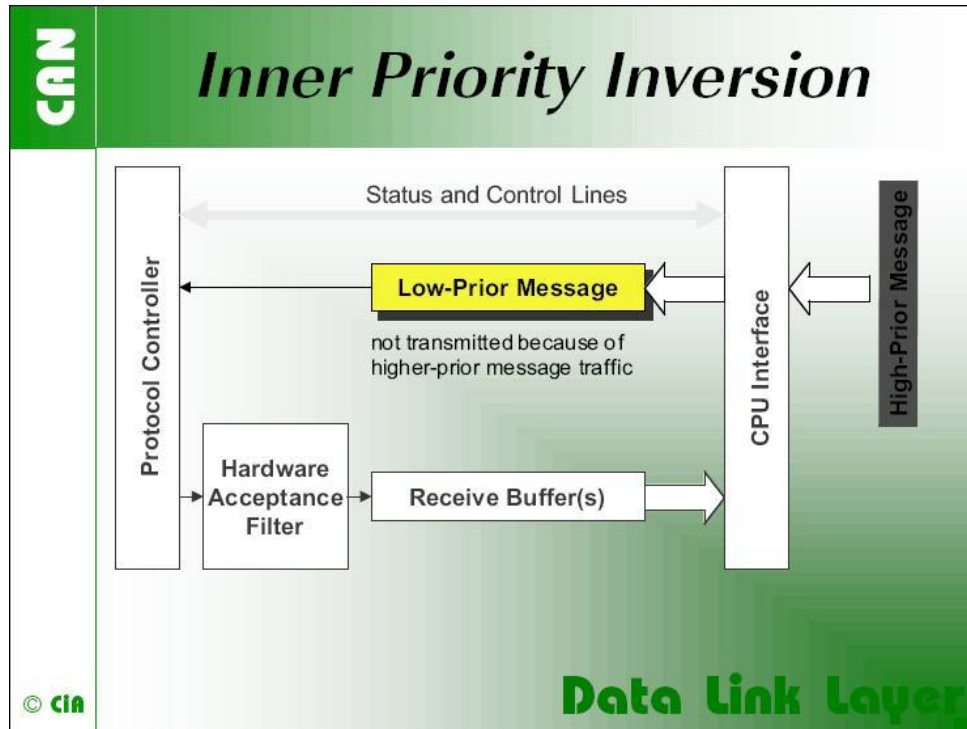 CAN
Inner Priority Inversion
Status and Control Lines
Protocol Controller
Low-Prior Message
not transmitted because of
higher-prior message traffic
CPU Interface
High-Prior Message
Hardware
Acceptance
Filter
Receive Buffer(s)
© CiA
Data Link Layer